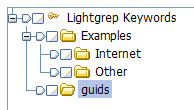 Lightgrep Keywords
Examples
Internet
Other
guids